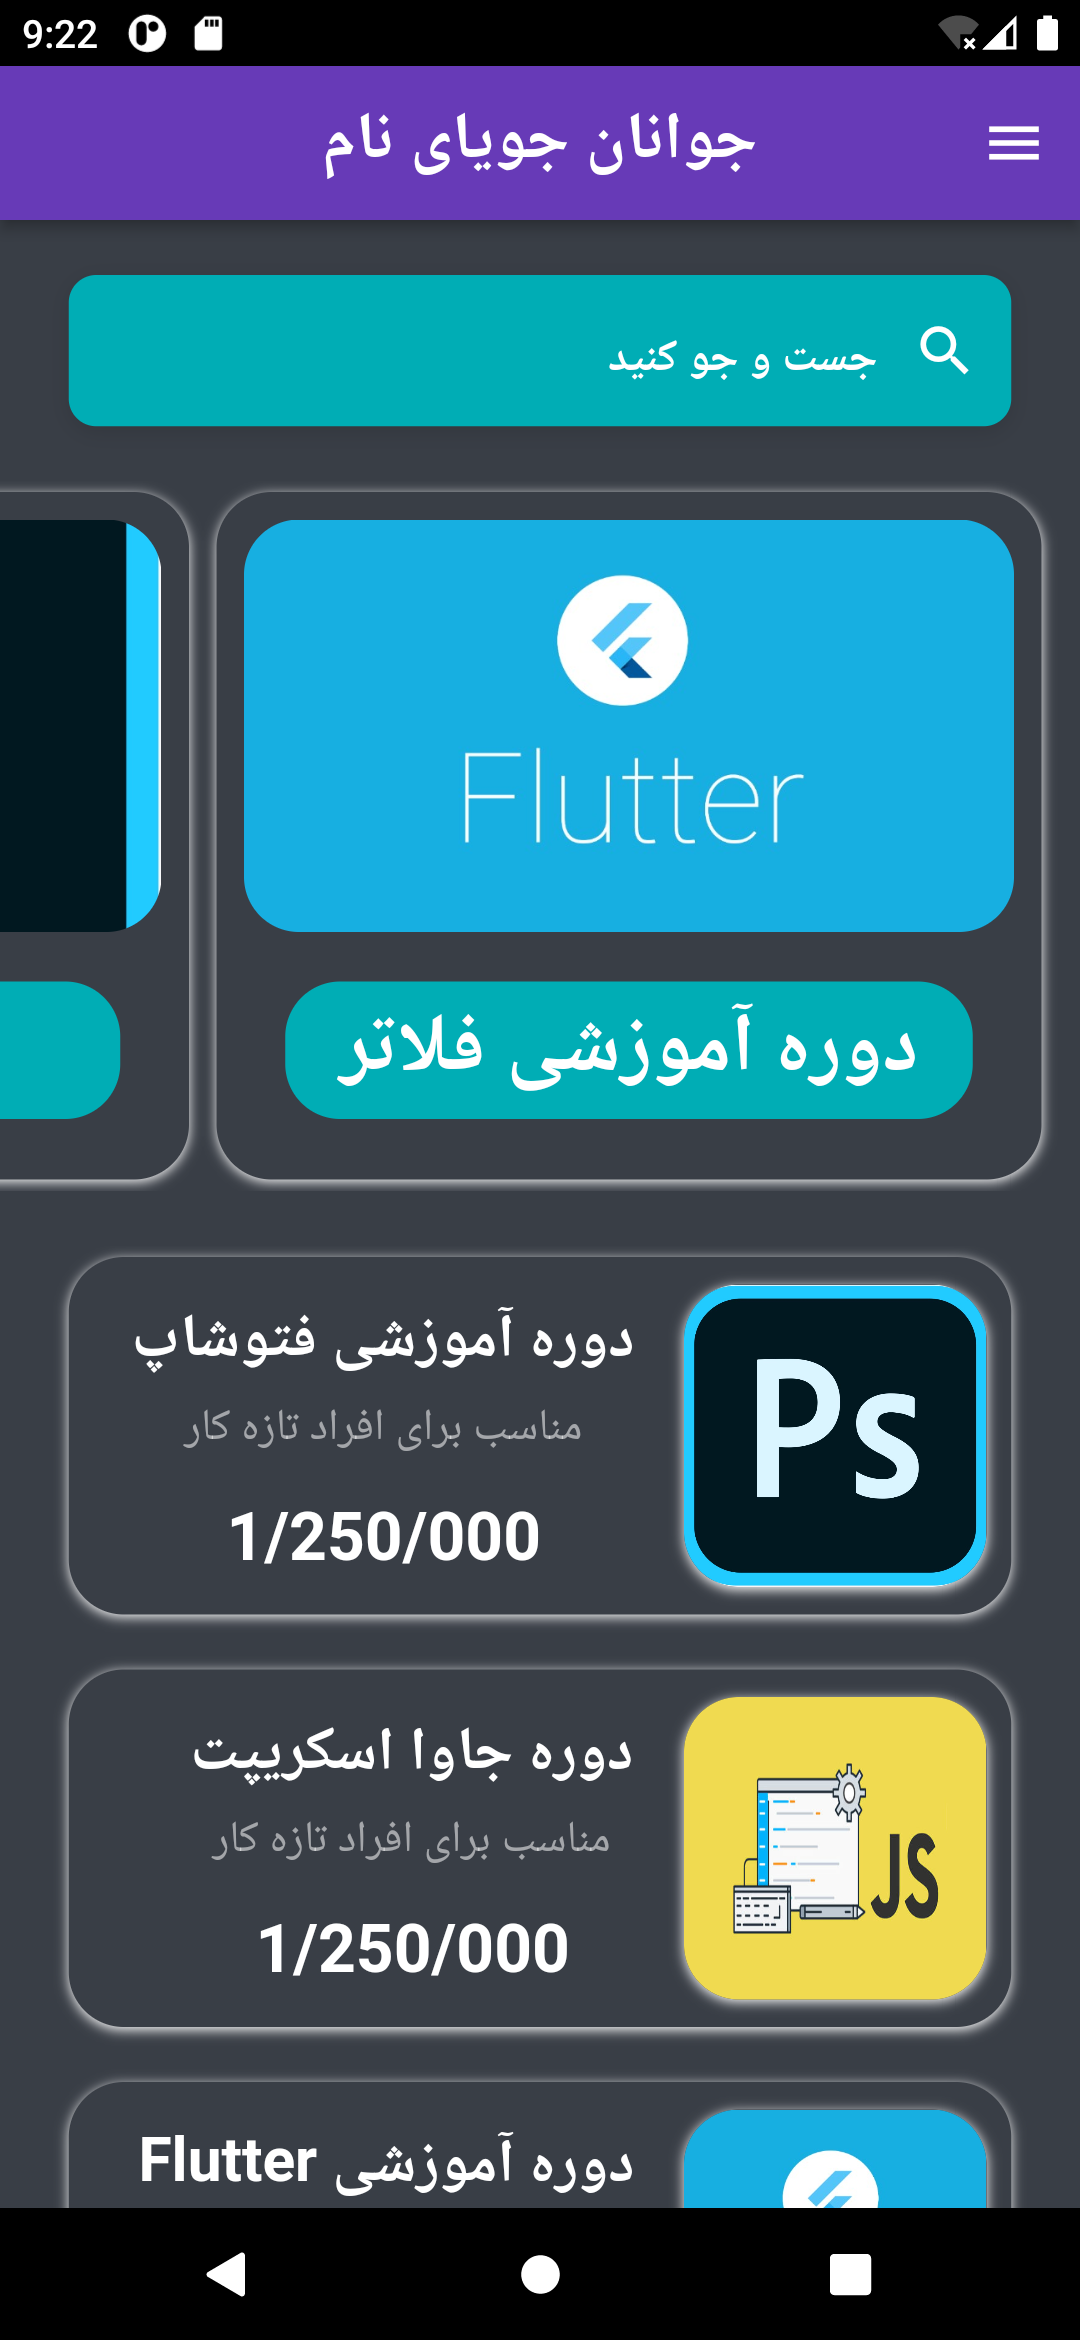 9:22
جوانان جویای نام
جست و جو کنید
Flutter
دوره آموزشی فلاتر
دوره آموزشی فتوشاپ
مناسب برای افراد تازه کار
1/250/000
Ps
دوره جاوا اسکریپت
مناسب برای افراد تازه کار
1/250/000
JS
دوره آموزشی Flutter